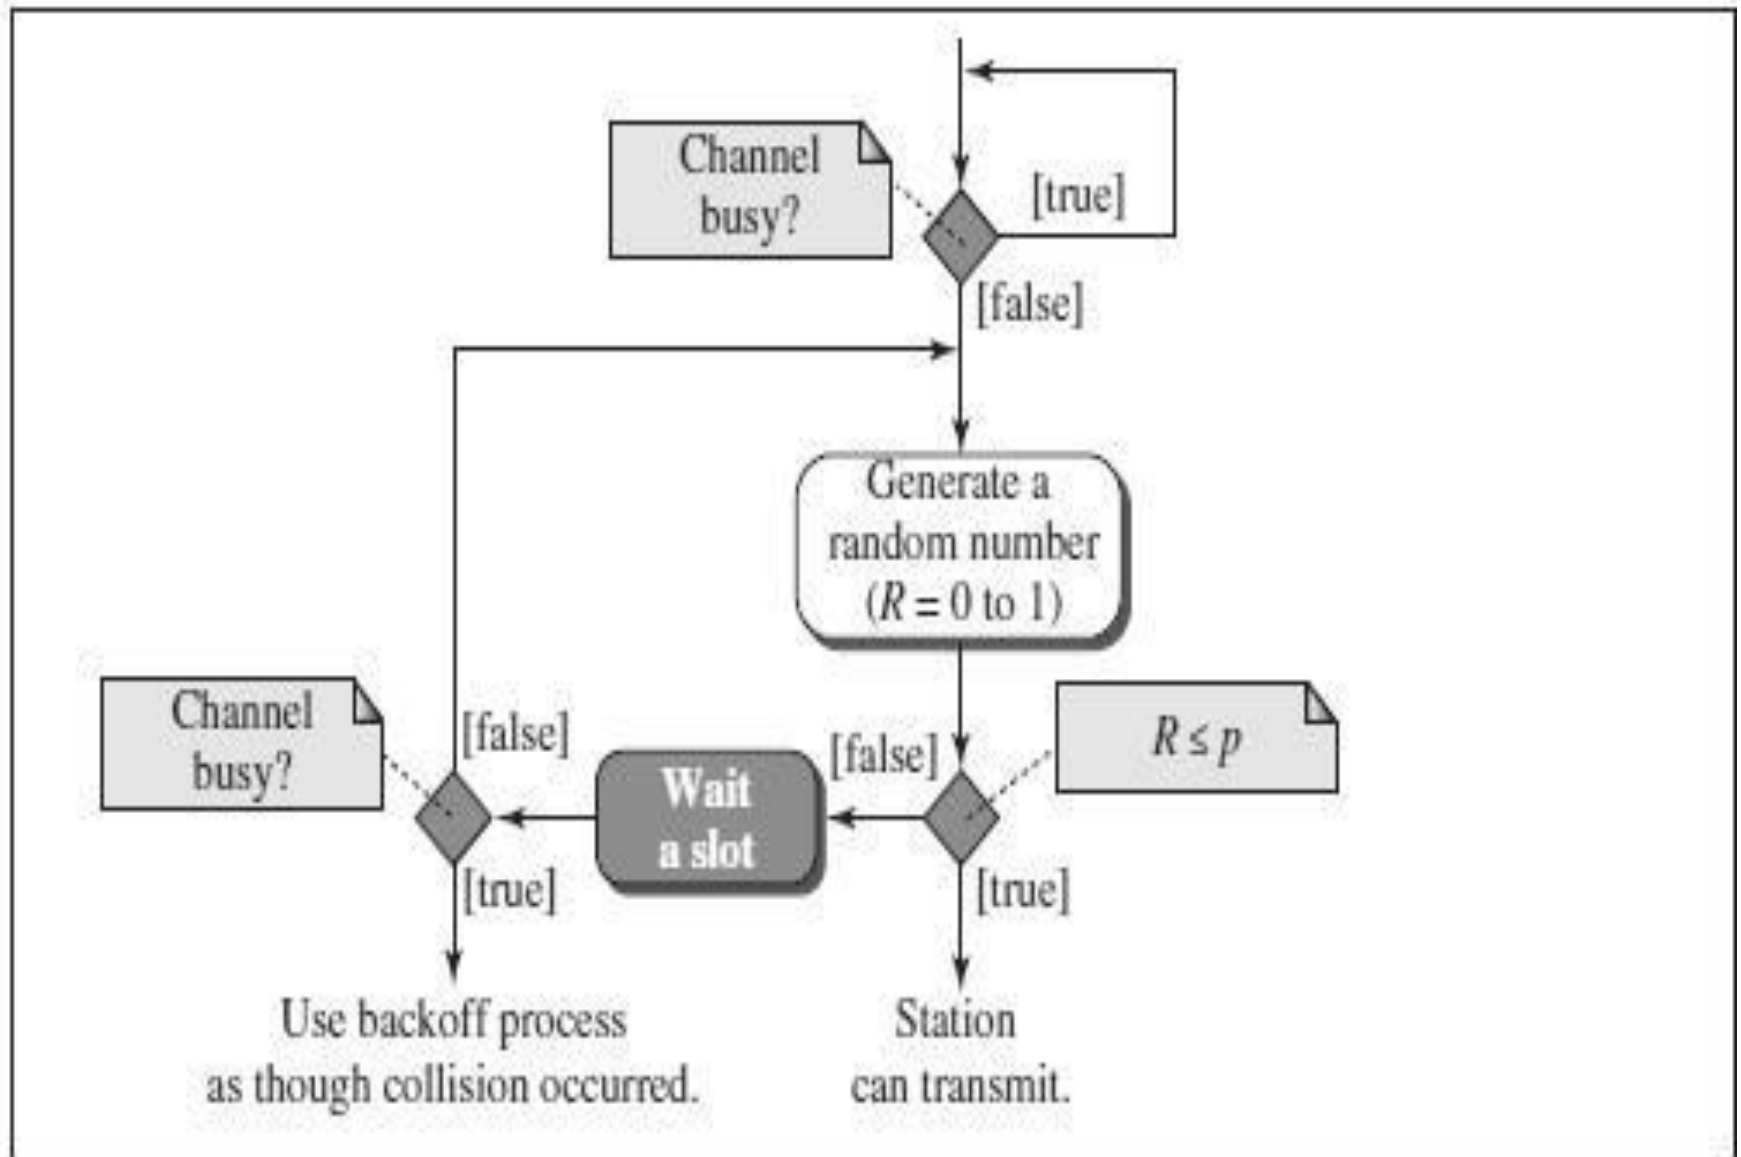 Channel
busy?
[true]
[false]
Generate a
random number
(R = 0 to 1)
Channel
busy?
[false]
Wait
a slot
[false]
R ≤ p
[true]
[true]
Use backoff process
as though collision occurred.
Station
can transmit.